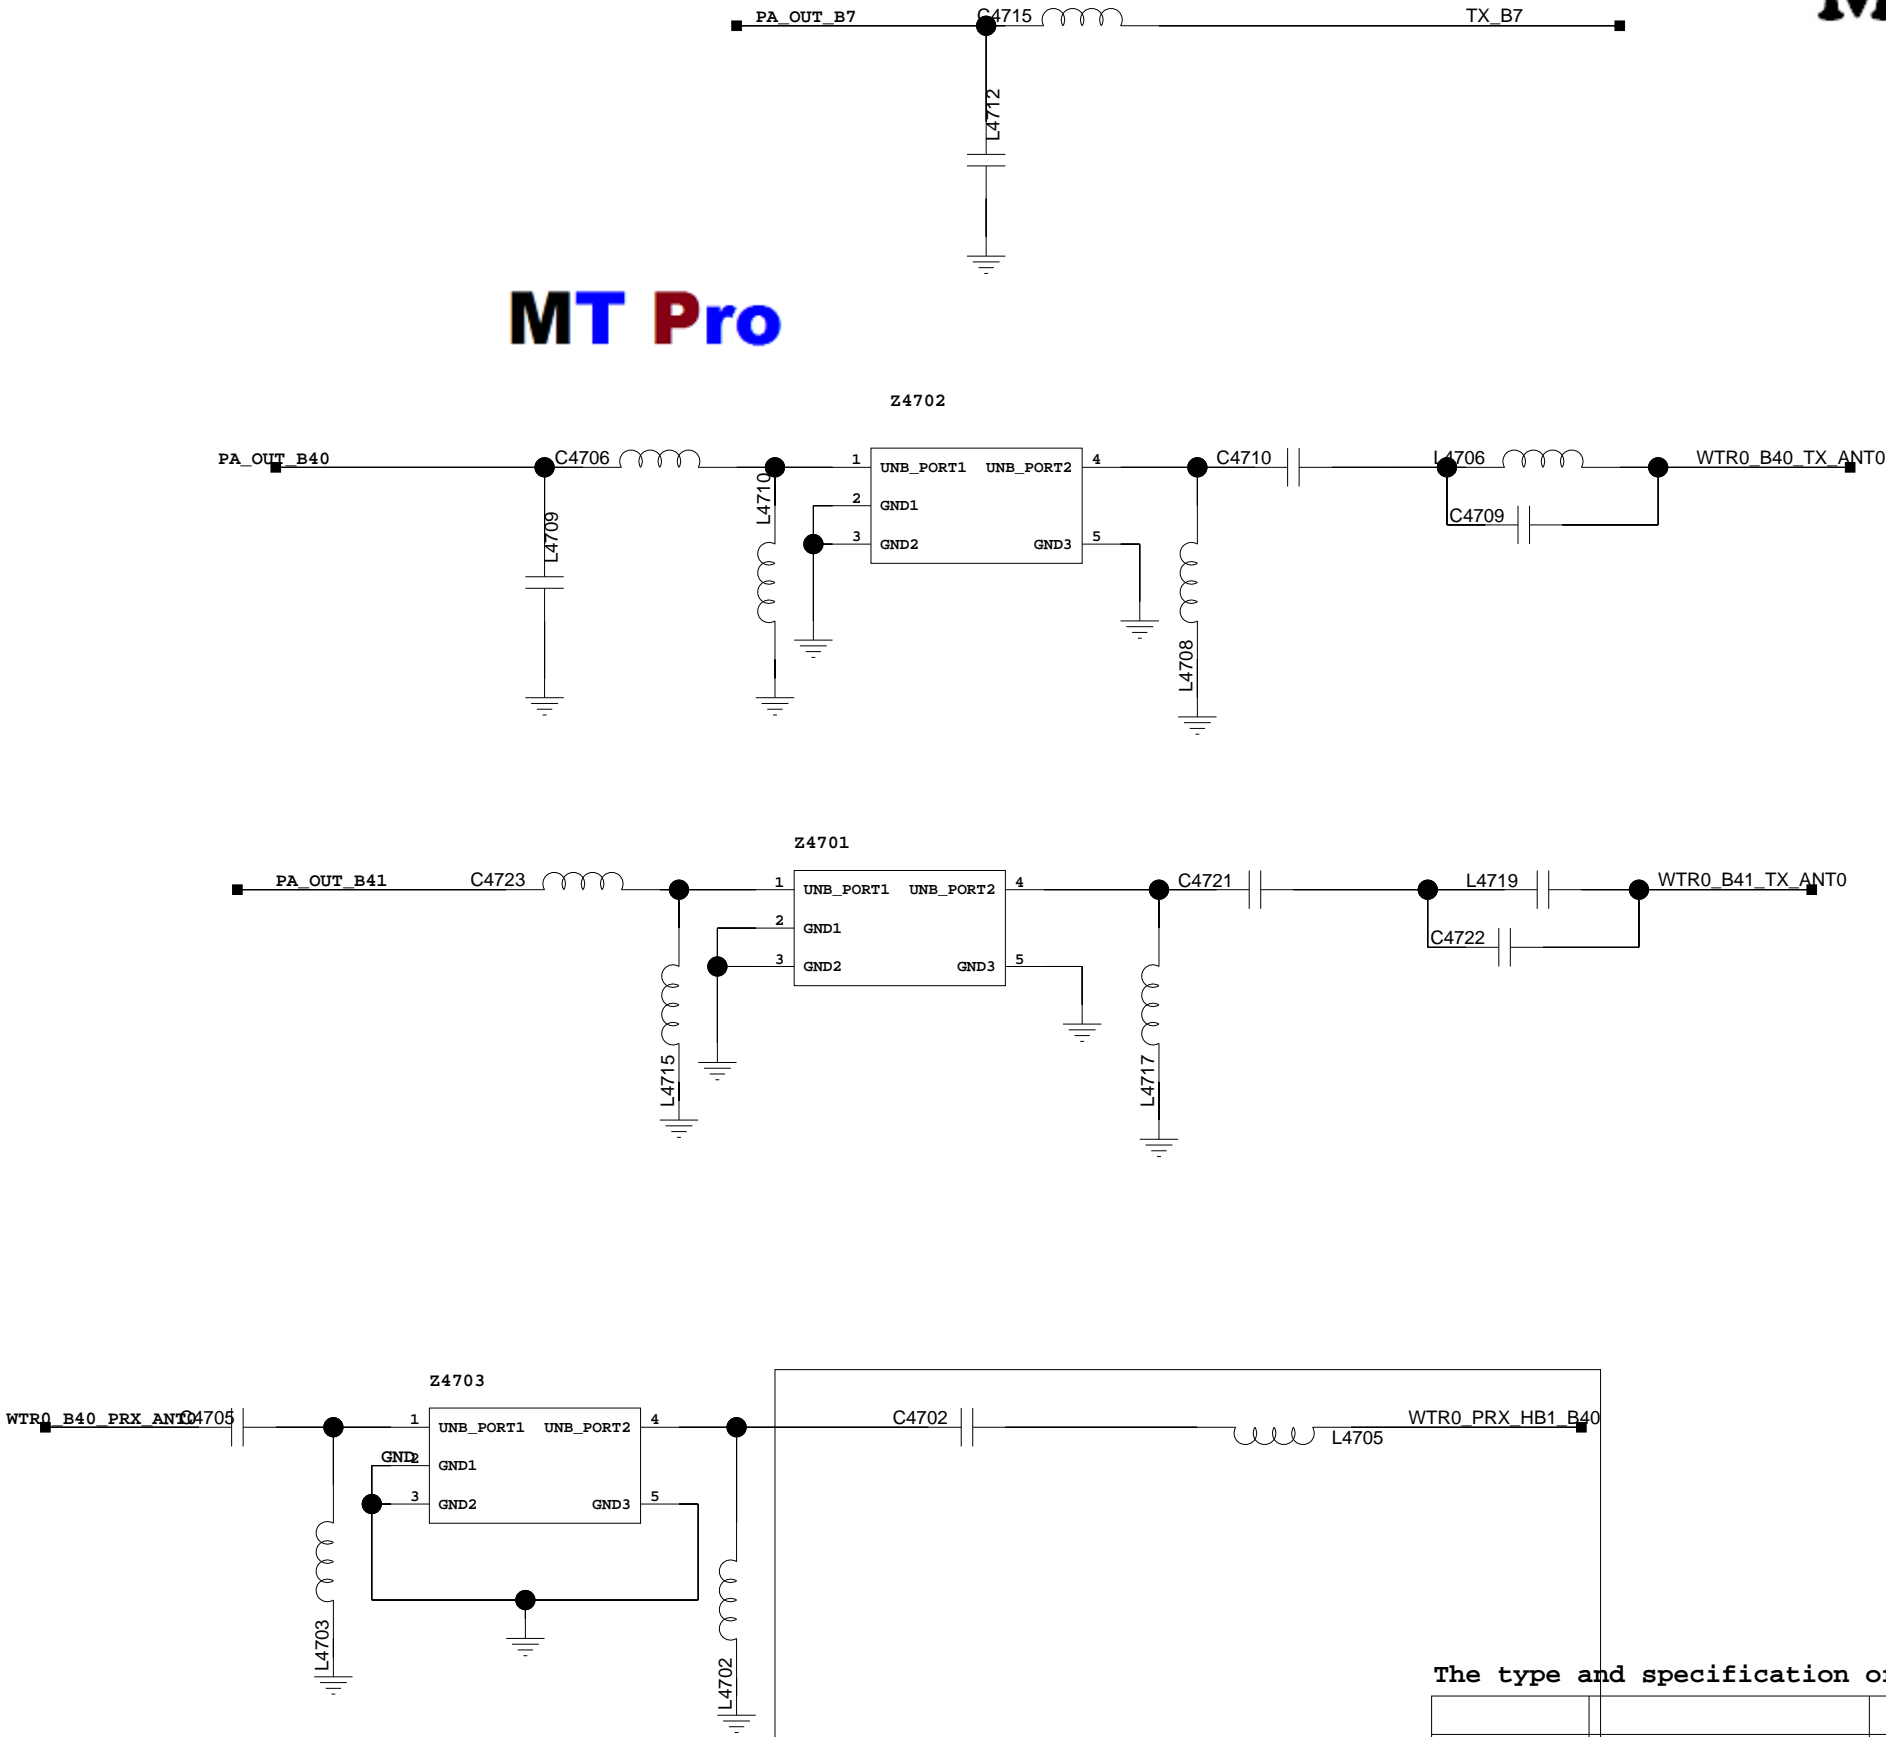 PA_OUT_B7 C4715 TX_B7
L4712
MT Pro
Z4702
PA_OUT_B40 C4706 L4710 1 UNB_PORT1 UNB_PORT2 4 C4710 L4706 WTR0_B40_TX_ANT0
2 GND1 C4709
L4709 3 GND2 GND3 5
L4708
Z4701
PA_OUT_B41 C4723 1 UNB_PORT1 UNB_PORT2 4 C4721 L4719 WTR0_B41_TX_ANT0
2 GND1 C4722
3 GND2 GND3 5
L4715 L4717
Z4703
WTR0_B40_PRX_ANT0 C4705 1 UNB_PORT1 UNB_PORT2 4 C4702 L4705 WTR0_PRX_HB1_B40
GND 2 GND1
3 GND2 GND3 5
L4703 L4702
The type and specification